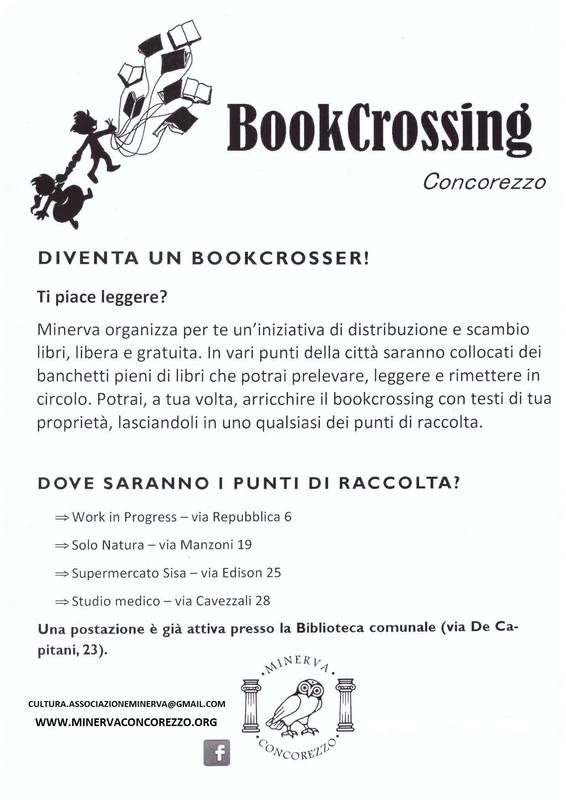 BookCrossing
Concorezzo
DIVENTA UN BOOKCROSSER!
Ti piace leggere?
Minerva organizza per te un'iniziativa di distribuzione e scambio
libri, libera e gratuita. In vari punti della città saranno collocati dei
banchetti pieni di libri che potrai prelevare, leggere e rimettere in
circolo. Potrai, a tua volta, arricchire il bookcrossing con testi di tua
proprietà, lasciandoli in uno qualsiasi dei punti di raccolta.
DOVE SARANNO I PUNTI DI RACCOLTA?
⇒ Work in Progress – via Repubblica 6
⇒ Solo Natura – via Manzoni 19
⇒ Supermercato Sisa – via Edison 25
⇒ Studio medico – via Cavezzali 28
Una postazione è già attiva presso la Biblioteca comunale (via De Ca-
pitani, 23).
CULTURA.ASSOCIAZIONEMINERVA@GMAIL.COM
WWW.MINERVACONCOREZZO.ORG
f
•MINERVA•
•CONCOREZZO•